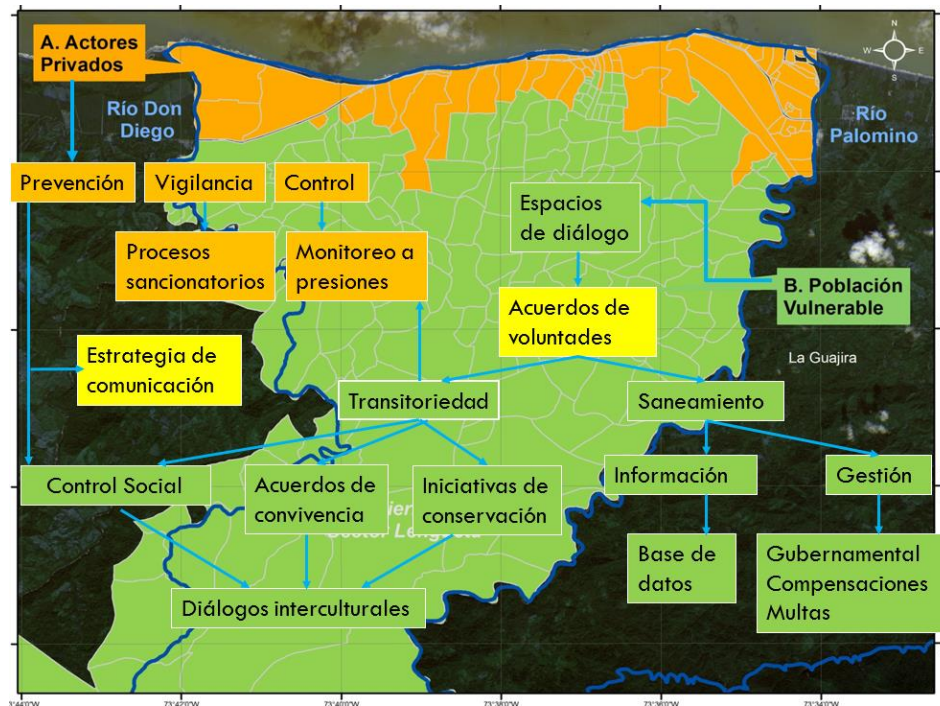 N
W E
S
A. Actores
Privados
Río Don
Diego
Río
Palomino
Prevención
Vigilancia
Control
Espacios
de diálogo
Procesos
sancionatorios
Monitoreo a
presiones
B. Población
Vulnerable
Acuerdos de
voluntades
Estrategia de
comunicación
La Guajira
Transitoriedad
Saneamiento
Control Social
Acuerdos de
convivencia
Iniciativas de
conservación
Información
Gestión
Base de
datos
Gubernamental
Compensaciones
Multas
Diálogos interculturales
73°42'0"W
73°40'0"W
73°38'0"W
73°36'0"W
73°34'0"W